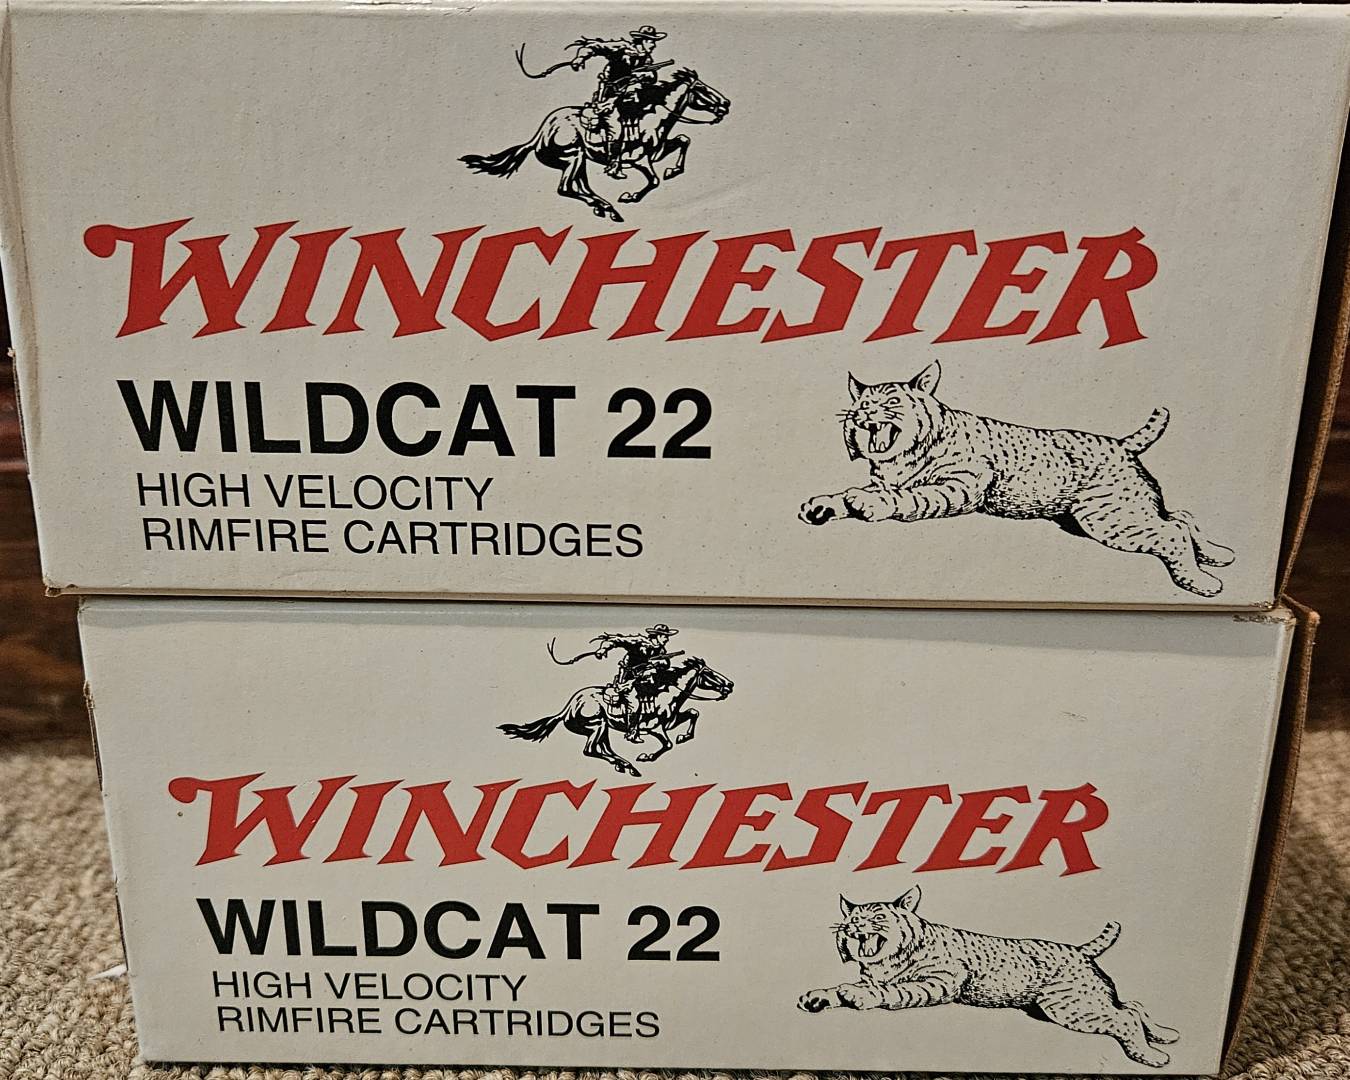 WINCHESTER
WILDCAT 22
HIGH VELOCITY
RIMFIRE CARTRIDGES
WINCHESTER
WILDCAT 22
HIGH VELOCITY
RIMFIRE CARTRIDGES